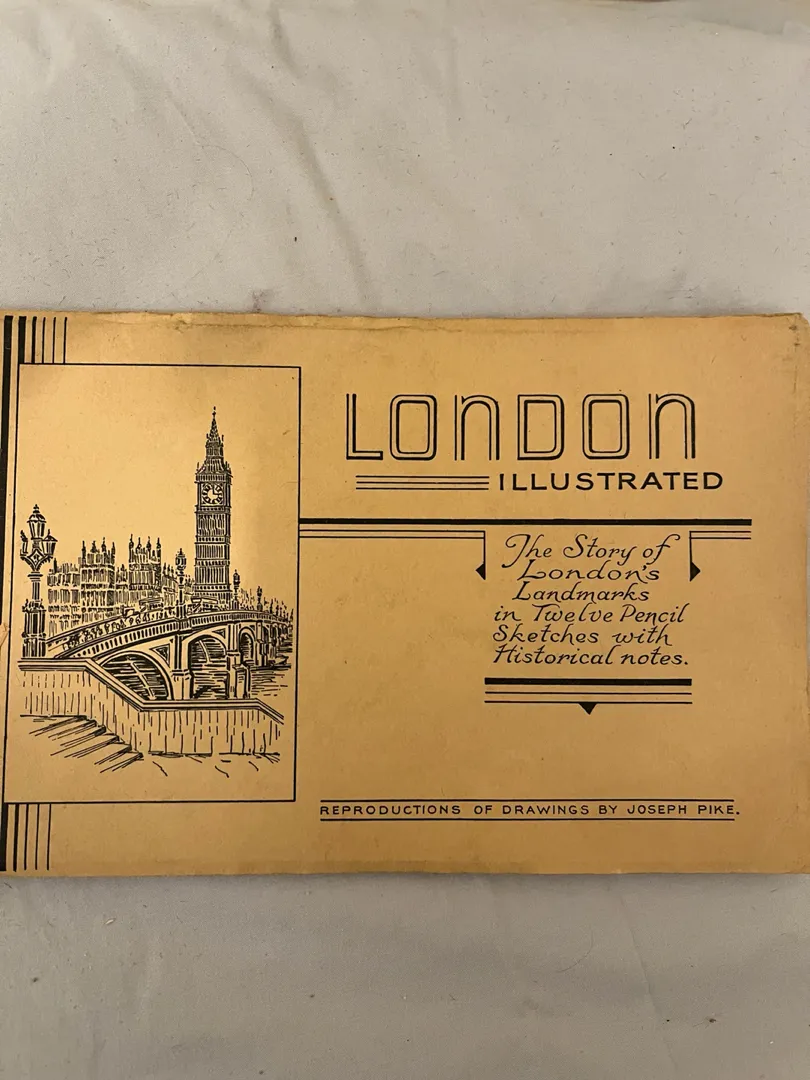 LONDON
ILLUSTRATED
The Story of
London's
Landmarks
in Twelve Pencil
Sketches with
Historical notes.
REPRODUCTIONS OF DRAWINGS BY JOSEPH PIKE.